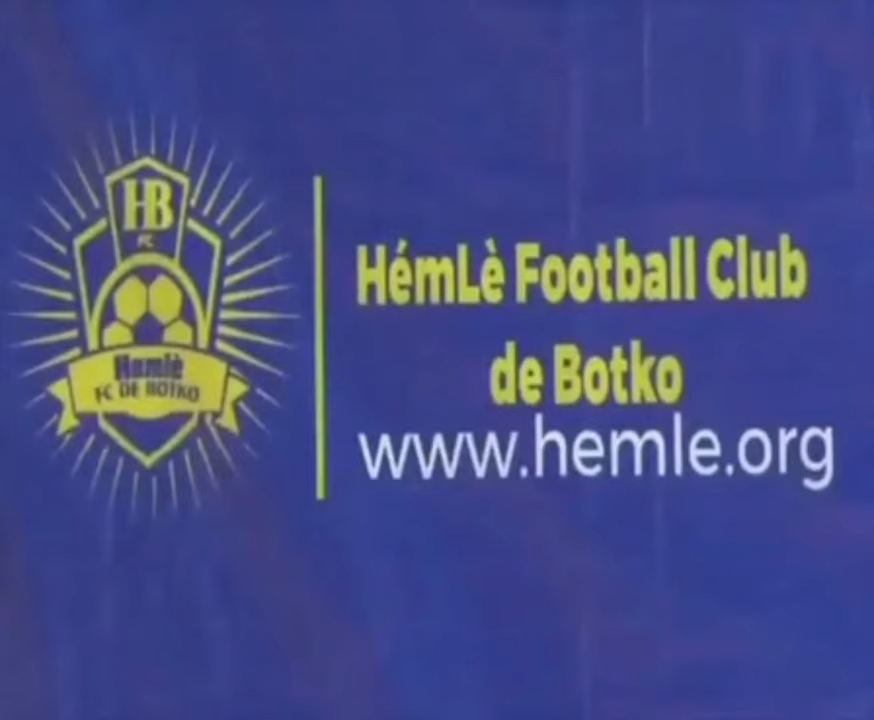 HB
FC
Hemlè
FC DE BOTKO
HémLè Football Club
de Botko
www.hemle.org